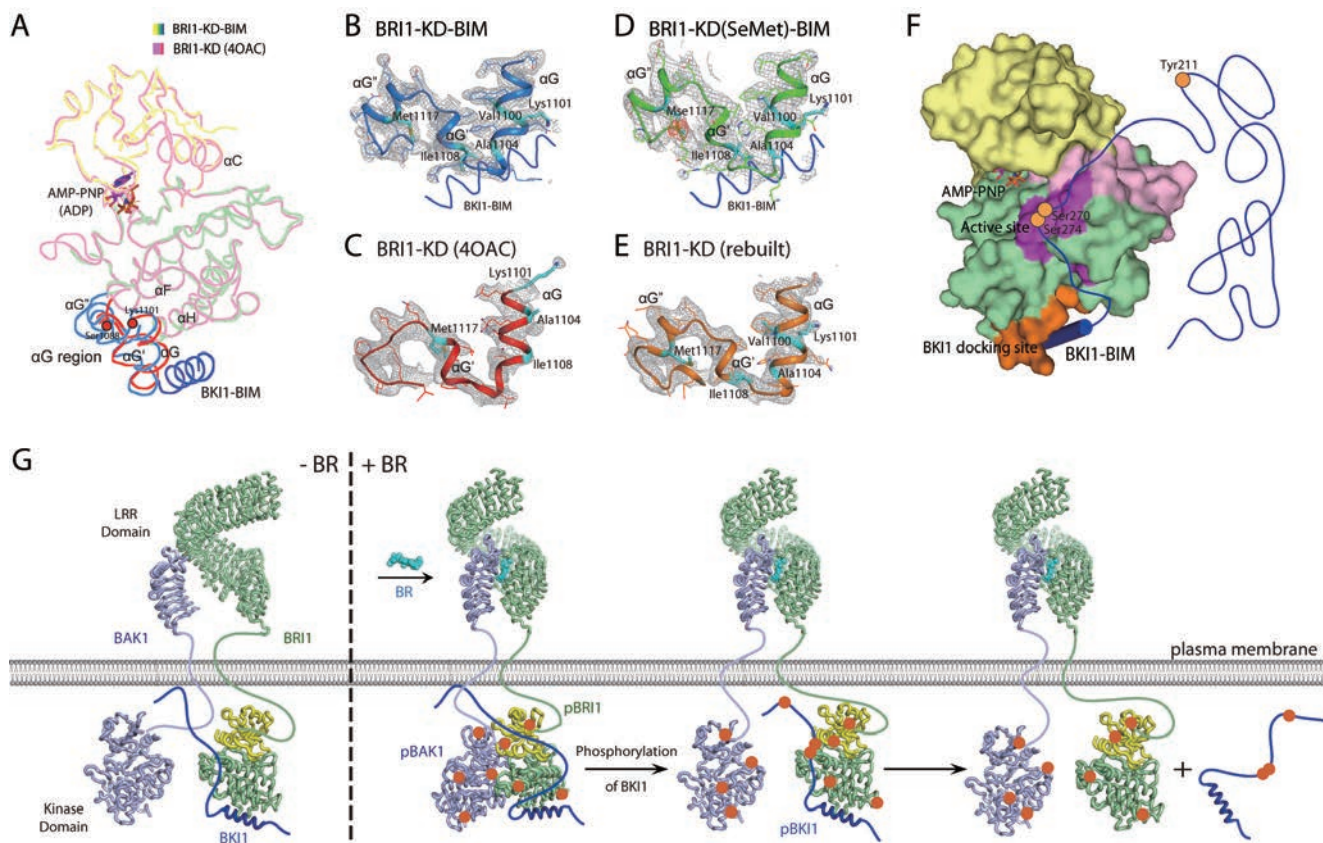 A
BRI1-KD-BIM
BRI1-KD (4OAC)
αC
AMP-PNP
(ADP)
αF
αG"
Lys1101
Ser1088
αH
αG region
αG'
αG
BKI1-BIM
B
BRI1-KD-BIM
αG"
αG
Lys1101
Met1117
Val1100
αG'
Ala1104
Ile1108
BKI1-BIM
C
BRI1-KD (4OAC)
Lys1101
αG"
αG
Met1117
Ala1104
αG'
Ile1108
D
BRI1-KD(SeMet)-BIM
αG"
αG
Lys1101
Mse1117
Val1100
αG'
Ala1104
Ile1108
BKI1-BIM
E
BRI1-KD (rebuilt)
αG"
αG
Val1100
Lys1101
Met1117
αG'
Ala1104
Ile1108
F
Tyr211
AMP-PNP
Ser270
Active site
Ser274
BKI1 docking site
BKI1-BIM
G
- BR
+ BR
LRR
Domain
BR
BAK1
BRI1
plasma membrane
pBRI1
pBAK1
Phosphorylation
of BKI1
Kinase
Domain
BKI1
pBKI1
+